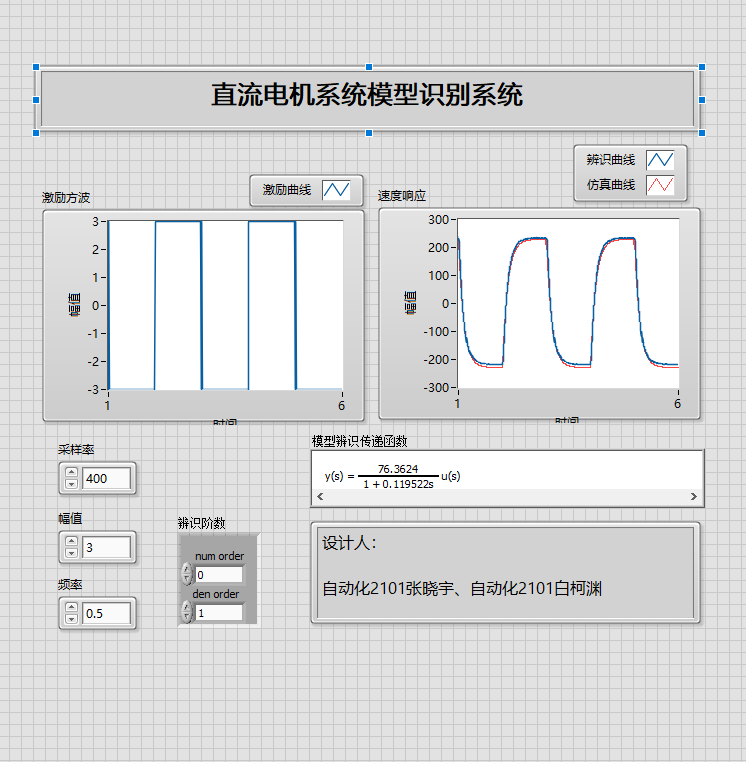 直流电机系统模型识别系统
激励方波
激励曲线
速度响应
辨识曲线
仿真曲线
幅值
3
2
1
0
-1
-2
-3
1
6
时间
幅值
300
200
100
0
-100
-200
-300
1
6
时间
采样率
400
幅值
3
频率
0.5
辨识阶数
num order
0
den order
1
模型辨识传递函数
y(s) = 76.3624 / 1 + 0.119522s u(s)
设计人：
自动化2101张晓宇、自动化2101白柯渊